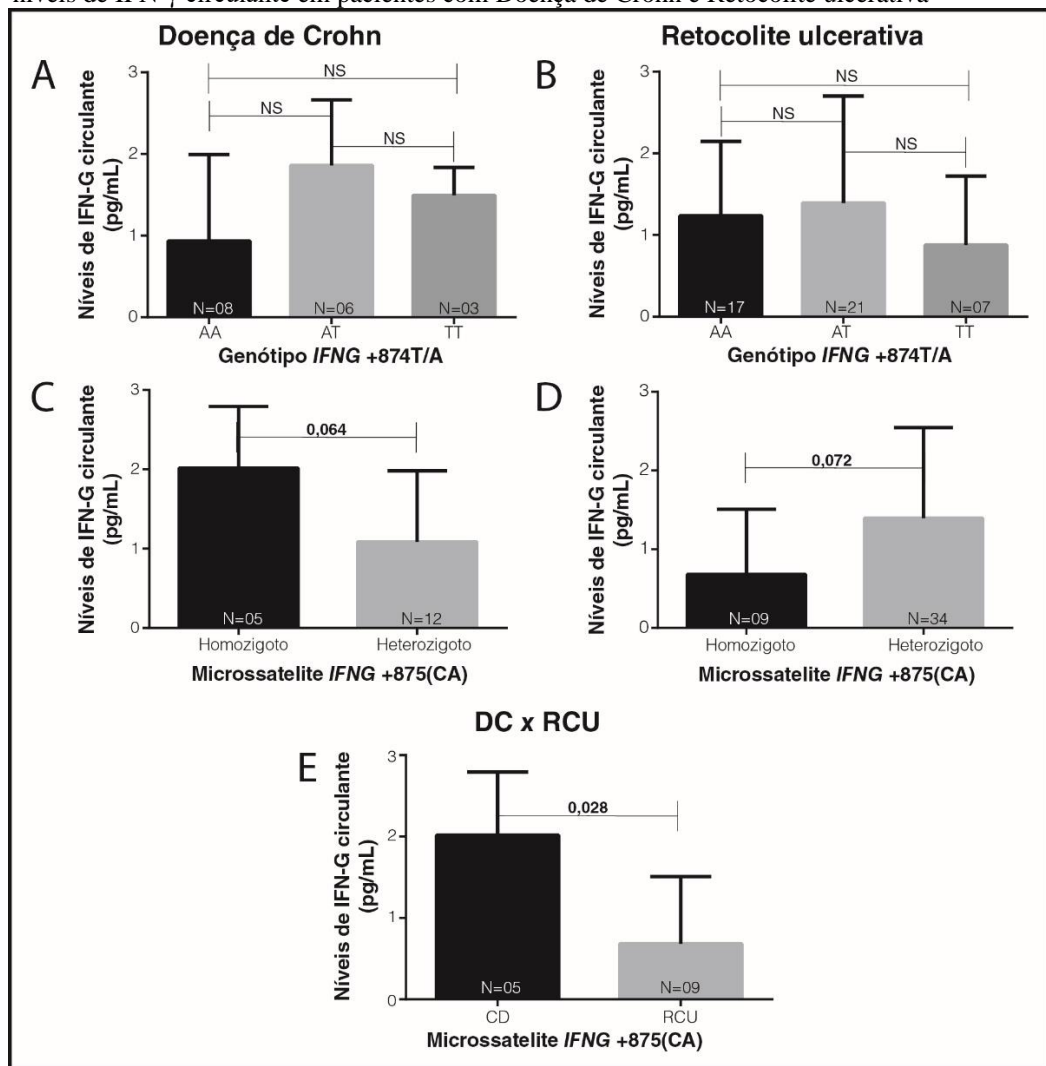 níveis de IFN-γ circulante em pacientes com Doença de Crohn e Retocolite ulcerativa
Doença de Crohn
Retocolite ulcerativa
A
Níveis de IFN-G circulante
(pg/mL)
3
2
1
0
NS
NS
NS
N=08
N=06
N=03
AA
AT
TT
Genótipo IFNG +874T/A
B
Níveis de IFN-G circulante
(pg/mL)
3
2
1
0
NS
NS
NS
N=17
N=21
N=07
AA
AT
TT
Genótipo IFNG +874T/A
C
Níveis de IFN-G circulante
(pg/mL)
3
2
1
0
0,064
N=05
N=12
Homozigoto
Heterozigoto
Microssatelite IFNG +875(CA)
D
Níveis de IFN-G circulante
(pg/mL)
3
2
1
0
0,072
N=09
N=34
Homozigoto
Heterozigoto
Microssatelite IFNG +875(CA)
DC x RCU
E
Níveis de IFN-G circulante
(pg/mL)
3
2
1
0
0,028
N=05
N=09
CD
RCU
Microssatelite IFNG +875(CA)